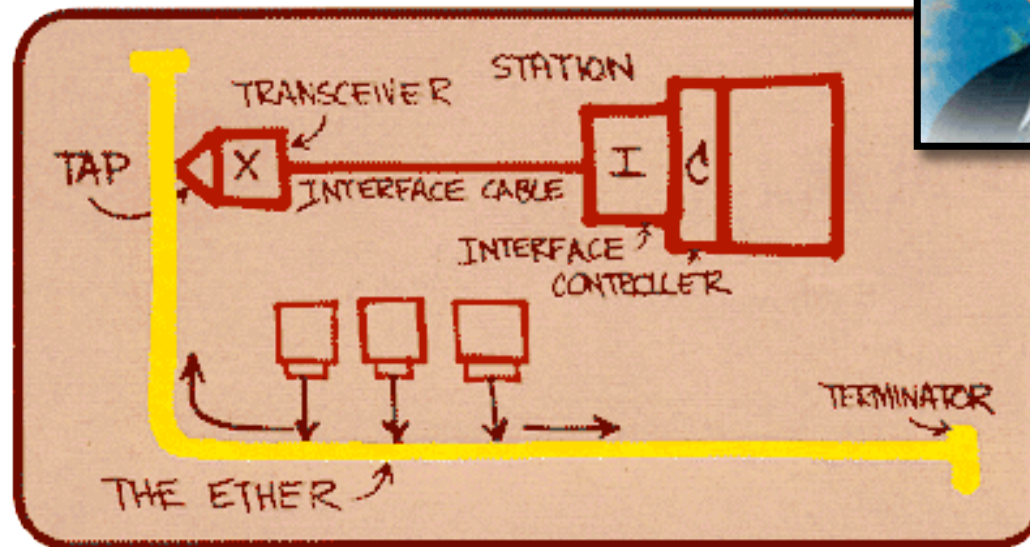 STATION
TRANSCEIVER
TAP
X
I
C
INTERFACE CABLE
INTERFACE
CONTROLLER
TERMINATOR
THE ETHER